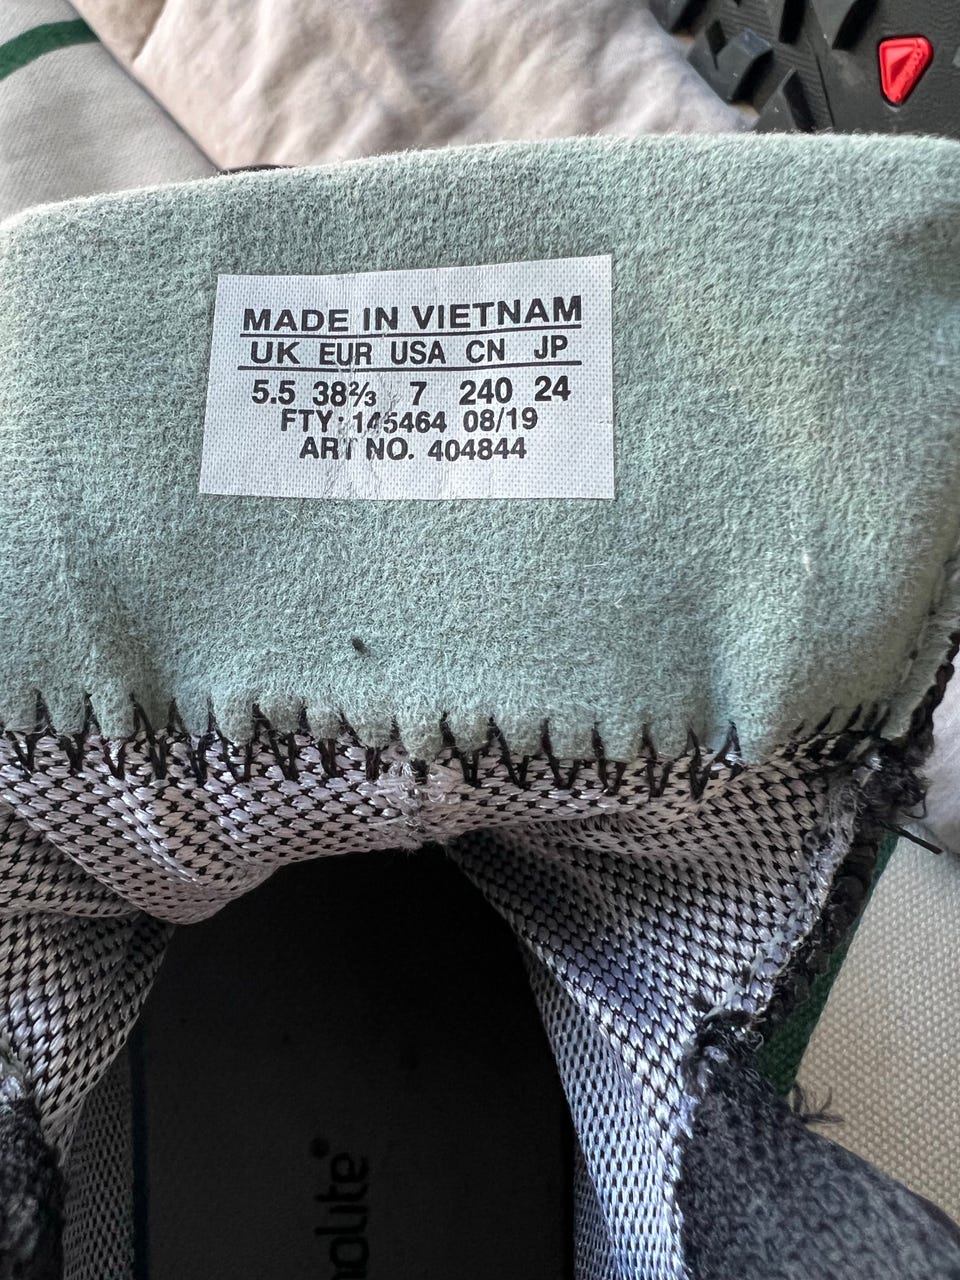 MADE IN VIETNAM
UK EUR USA CN JP
5.5 38⅔ 7 240 24
FTY: 145464 08/19
ART NO. 404844
nolite